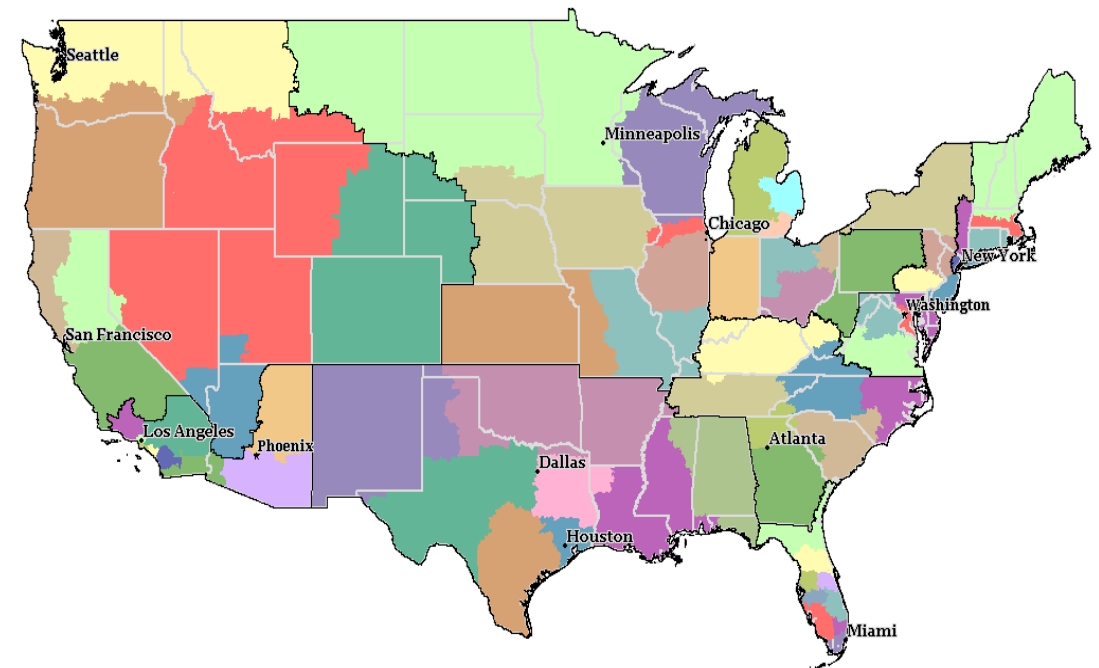 Seattle
Minneapolis
Chicago
New York
Washington
San Francisco
Los Angeles
Phoenix
Atlanta
Dallas
Houston
Miami